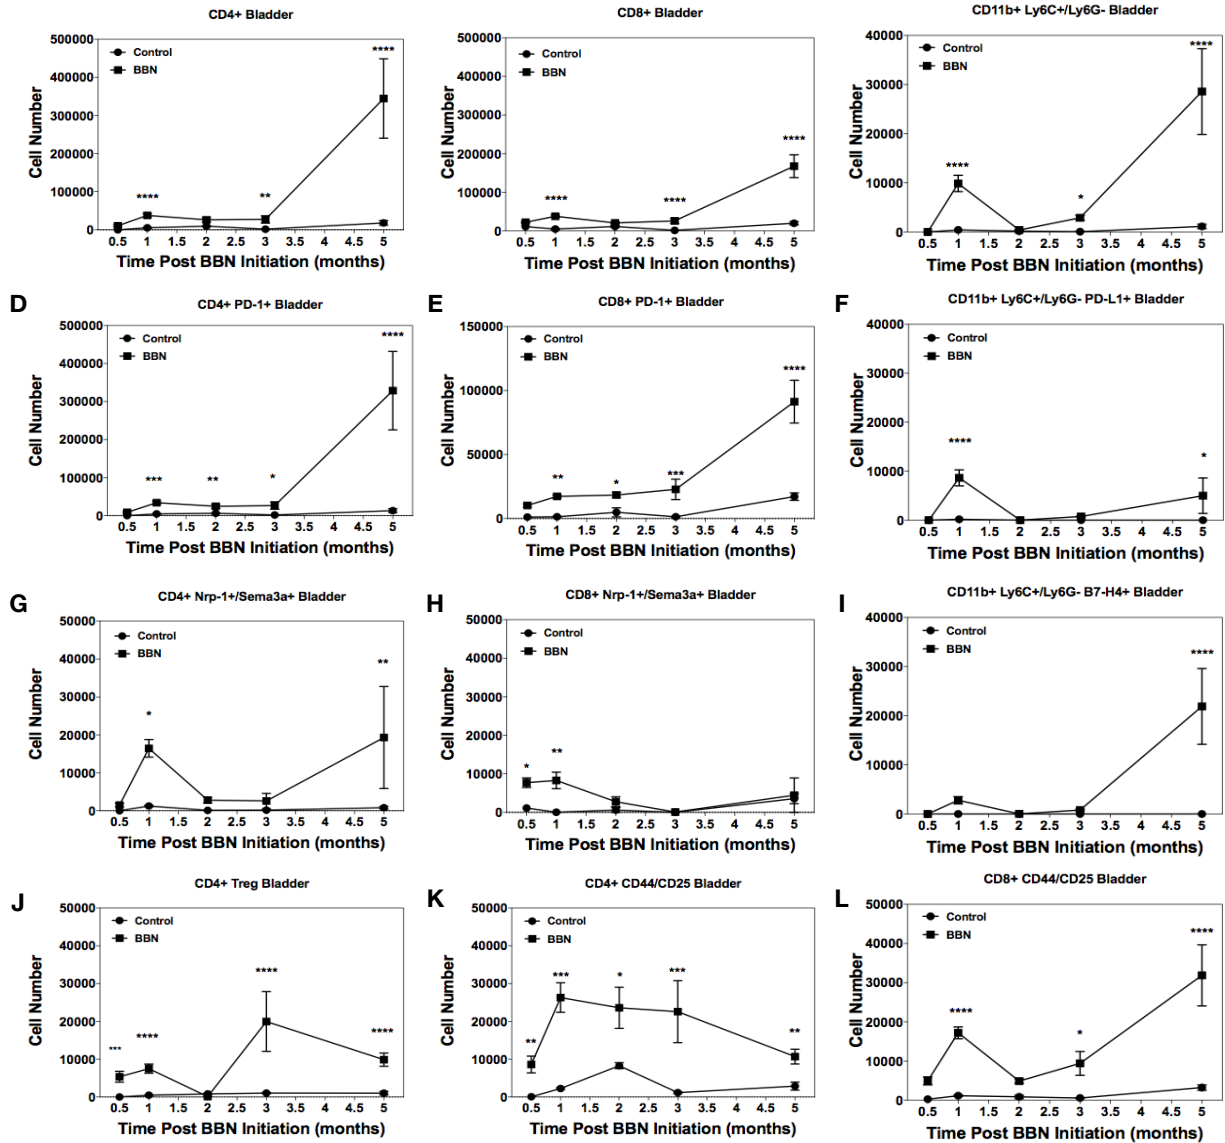 CD4+ Bladder
Cell Number
500000
400000
300000
200000
100000
0
Control
BBN
****
**
****
0.5 1 1.5 2 2.5 3 3.5 4 4.5 5
Time Post BBN Initiation (months)
CD8+ Bladder
Cell Number
500000
400000
300000
200000
100000
0
Control
BBN
****
****
****
0.5 1 1.5 2 2.5 3 3.5 4 4.5 5
Time Post BBN Initiation (months)
CD11b+ Ly6C+/Ly6G- Bladder
Cell Number
40000
30000
20000
10000
0
Control
BBN
****
*
****
0.5 1 1.5 2 2.5 3 3.5 4 4.5 5
Time Post BBN Initiation (months)
D
CD4+ PD-1+ Bladder
Cell Number
500000
400000
300000
200000
100000
0
Control
BBN
***
**
*
****
0.5 1 1.5 2 2.5 3 3.5 4 4.5 5
Time Post BBN Initiation (months)
E
CD8+ PD-1+ Bladder
Cell Number
150000
100000
50000
0
Control
BBN
**
*
***
****
0.5 1 1.5 2 2.5 3 3.5 4 4.5 5
Time Post BBN Initiation (months)
F
CD11b+ Ly6C+/Ly6G- PD-L1+ Bladder
Cell Number
40000
30000
20000
10000
0
Control
BBN
****
*
0.5 1 1.5 2 2.5 3 3.5 4 4.5 5
Time Post BBN Initiation (months)
G
CD4+ Nrp-1+/Sema3a+ Bladder
Cell Number
50000
40000
30000
20000
10000
0
Control
BBN
*
**
0.5 1 1.5 2 2.5 3 3.5 4 4.5 5
Time Post BBN Initiation (months)
H
CD8+ Nrp-1+/Sema3a+ Bladder
Cell Number
50000
40000
30000
20000
10000
0
Control
BBN
*
**
0.5 1 1.5 2 2.5 3 3.5 4 4.5 5
Time Post BBN Initiation (months)
I
CD11b+ Ly6C+/Ly6G- B7-H4+ Bladder
Cell Number
40000
30000
20000
10000
0
Control
BBN
****
0.5 1 1.5 2 2.5 3 3.5 4 4.5 5
Time Post BBN Initiation (months)
J
CD4+ Treg Bladder
Cell Number
50000
40000
30000
20000
10000
0
Control
BBN
***
****
****
****
0.5 1 1.5 2 2.5 3 3.5 4 4.5 5
Time Post BBN Initiation (months)
K
CD4+ CD44/CD25 Bladder
Cell Number
50000
40000
30000
20000
10000
0
Control
BBN
**
***
*
***
**
0.5 1 1.5 2 2.5 3 3.5 4 4.5 5
Time Post BBN Initiation (months)
L
CD8+ CD44/CD25 Bladder
Cell Number
50000
40000
30000
20000
10000
0
Control
BBN
****
*
****
0.5 1 1.5 2 2.5 3 3.5 4 4.5 5
Time Post BBN Initiation (months)